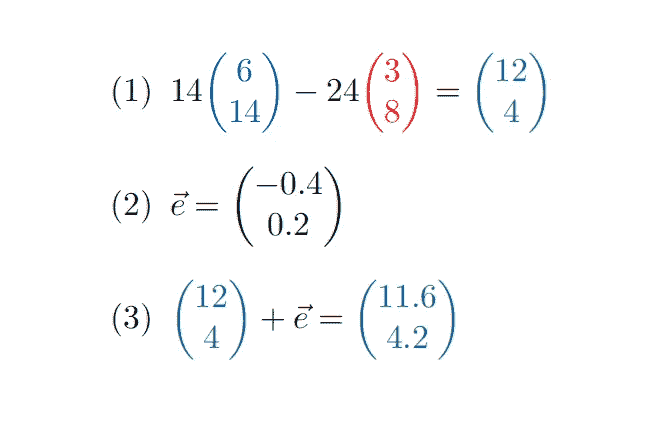 (1) 14(6 14) − 24(3 8) = (12 4)
(2) e⃗ = (−0.4 0.2)
(3) (12 4) + e⃗ = (11.6 4.2)